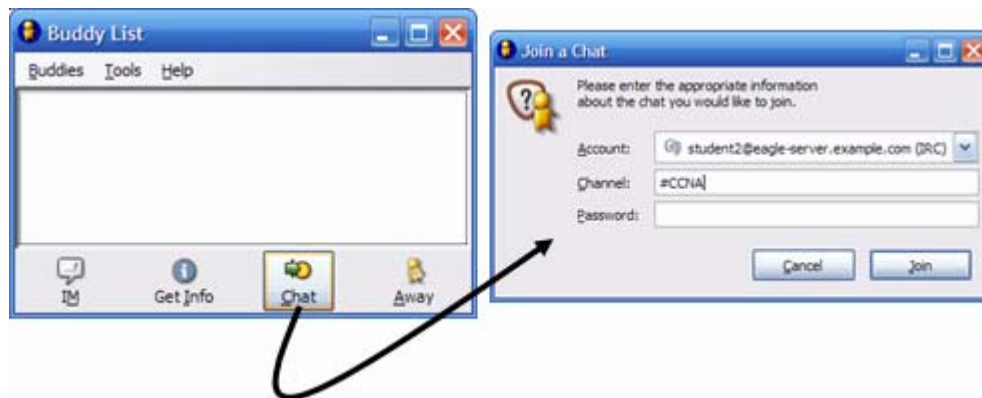 Buddy List
Buddies Tools Help
IM Get Info Chat Away
Join a Chat
Please enter the appropriate information
about the chat you would like to join.
Account: student2@eagle-server.example.com (IRC)
Channel: #CCNA
Password:
Cancel Join